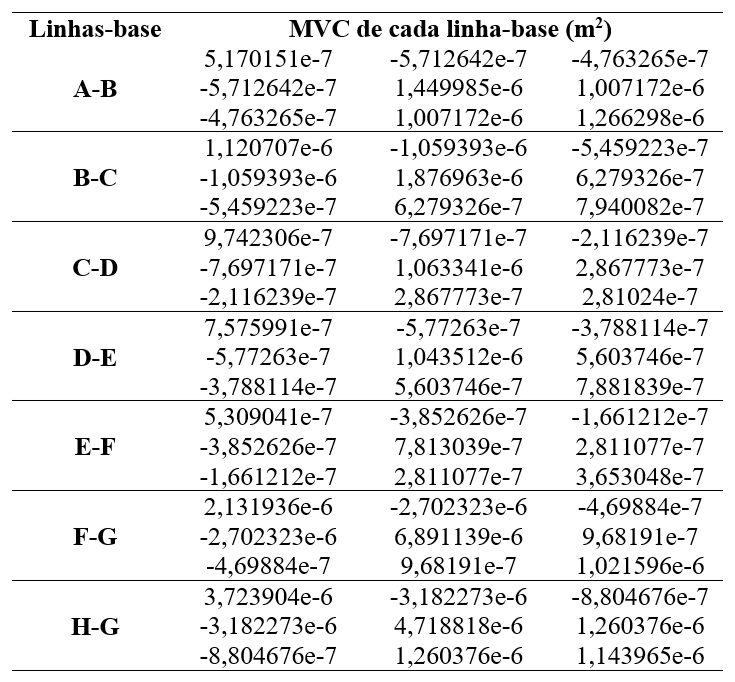 Linhas-base MVC de cada linha-base (m²)
5,170151e-7 -5,712642e-7 -4,763265e-7
A-B -5,712642e-7 1,449985e-6 1,007172e-6
-4,763265e-7 1,007172e-6 1,266298e-6
1,120707e-6 -1,059393e-6 -5,459223e-7
B-C -1,059393e-6 1,876963e-6 6,279326e-7
-5,459223e-7 6,279326e-7 7,940082e-7
9,742306e-7 -7,697171e-7 -2,116239e-7
C-D -7,697171e-7 1,063341e-6 2,867773e-7
-2,116239e-7 2,867773e-7 2,81024e-7
7,575991e-7 -5,77263e-7 -3,788114e-7
D-E -5,77263e-7 1,043512e-6 5,603746e-7
-3,788114e-7 5,603746e-7 7,881839e-7
5,309041e-7 -3,852626e-7 -1,661212e-7
E-F -3,852626e-7 7,813039e-7 2,811077e-7
-1,661212e-7 2,811077e-7 3,653048e-7
2,131936e-6 -2,702323e-6 -4,69884e-7
F-G -2,702323e-6 6,891139e-6 9,68191e-7
-4,69884e-7 9,68191e-7 1,021596e-6
3,723904e-6 -3,182273e-6 -8,804676e-7
H-G -3,182273e-6 4,718818e-6 1,260376e-6
-8,804676e-7 1,260376e-6 1,143965e-6